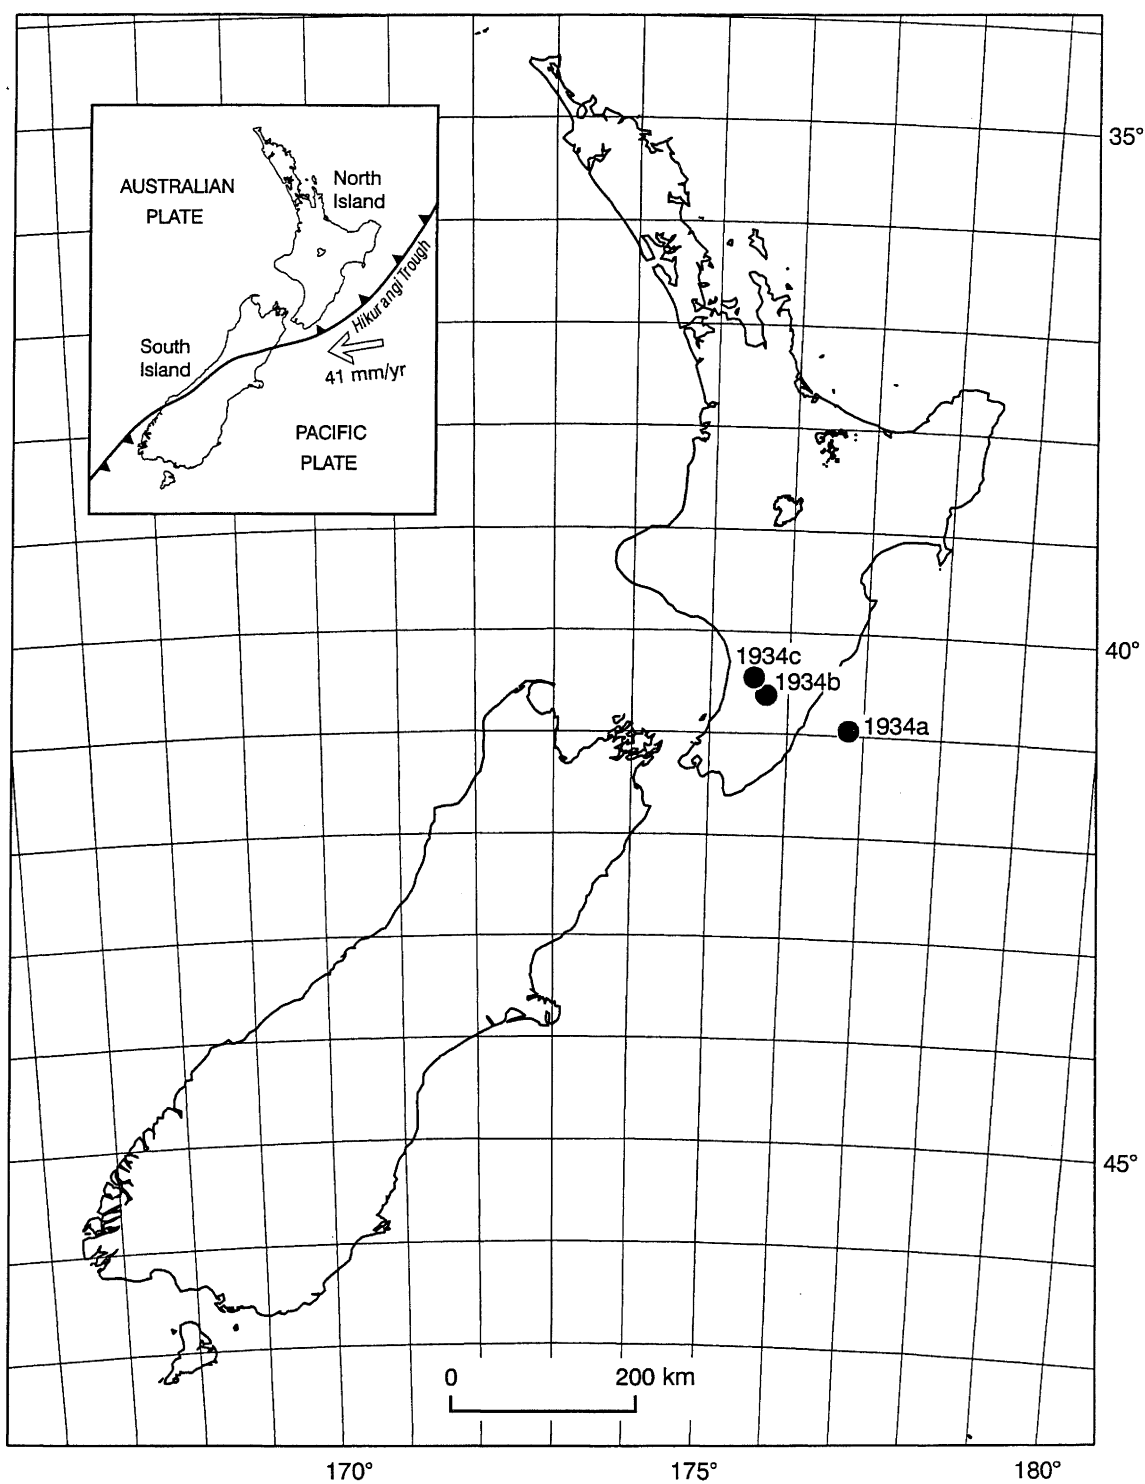 35°
AUSTRALIAN
PLATE
North
Island
Hikurangi Trough
South
Island
41 mm/yr
PACIFIC
PLATE
40°
1934c
1934b
1934a
45°
0 200 km
170° 175° 180°